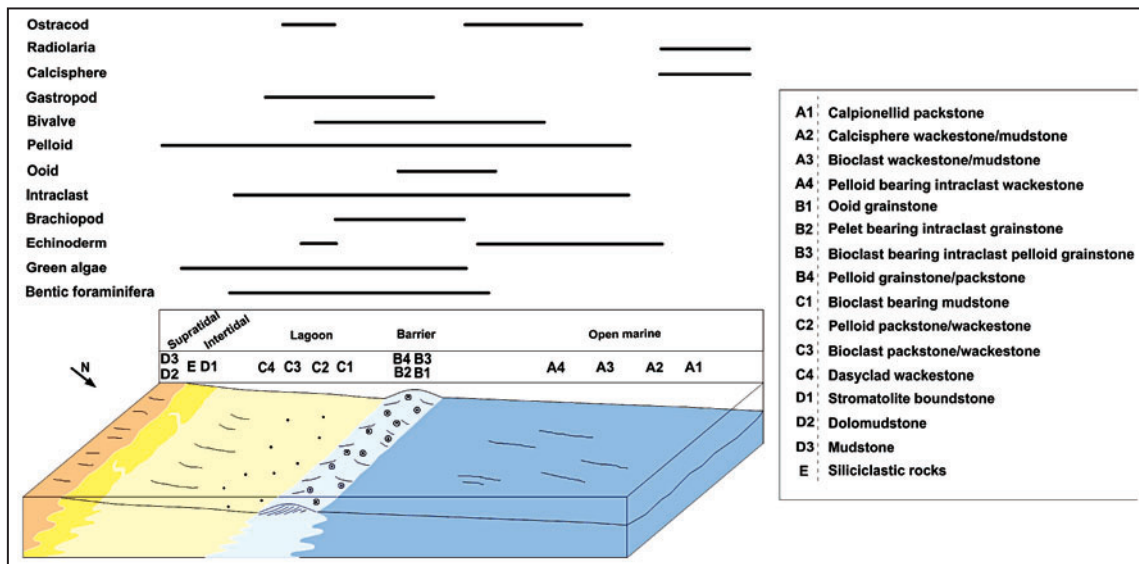 Ostracod
Radiolaria
Calcisphere
Gastropod
Bivalve
Pelloid
Ooid
Intraclast
Brachiopod
Echinoderm
Green algae
Bentic foraminifera
Supratidal
Intertidal
Lagoon
Barrier
Open marine
D3
D2
E D1
C4 C3 C2 C1
B4 B3
B2 B1
A4 A3 A2 A1
N
A1 Calpionellid packstone
A2 Calcisphere wackestone/mudstone
A3 Bioclast wackestone/mudstone
A4 Pelloid bearing intraclast wackestone
B1 Ooid grainstone
B2 Pelet bearing intraclast grainstone
B3 Bioclast bearing intraclast pelloid grainstone
B4 Pelloid grainstone/packstone
C1 Bioclast bearing mudstone
C2 Pelloid packstone/wackestone
C3 Bioclast packstone/wackestone
C4 Dasyclad wackestone
D1 Stromatolite boundstone
D2 Dolomudstone
D3 Mudstone
E Siliciclastic rocks